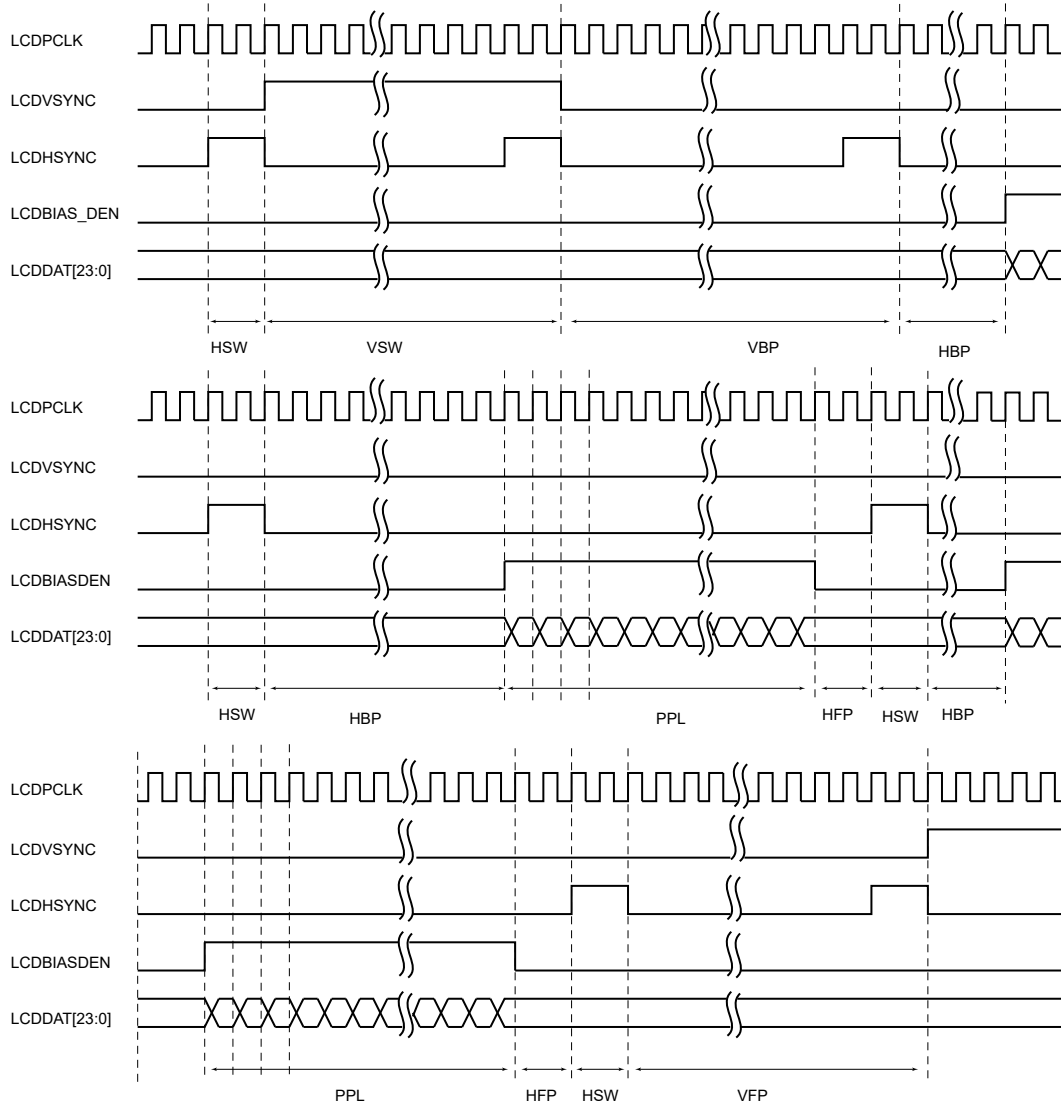 LCDPCLK
LCDVSYNC
LCDHSYNC
LCDBIAS_DEN
LCDDAT[23:0]
HSW VSW VBP HBP
LCDPCLK
LCDVSYNC
LCDHSYNC
LCDBIASDEN
LCDDAT[23:0]
HSW HBP PPL HFP HSW HBP
LCDPCLK
LCDVSYNC
LCDHSYNC
LCDBIASDEN
LCDDAT[23:0]
PPL HFP HSW VFP